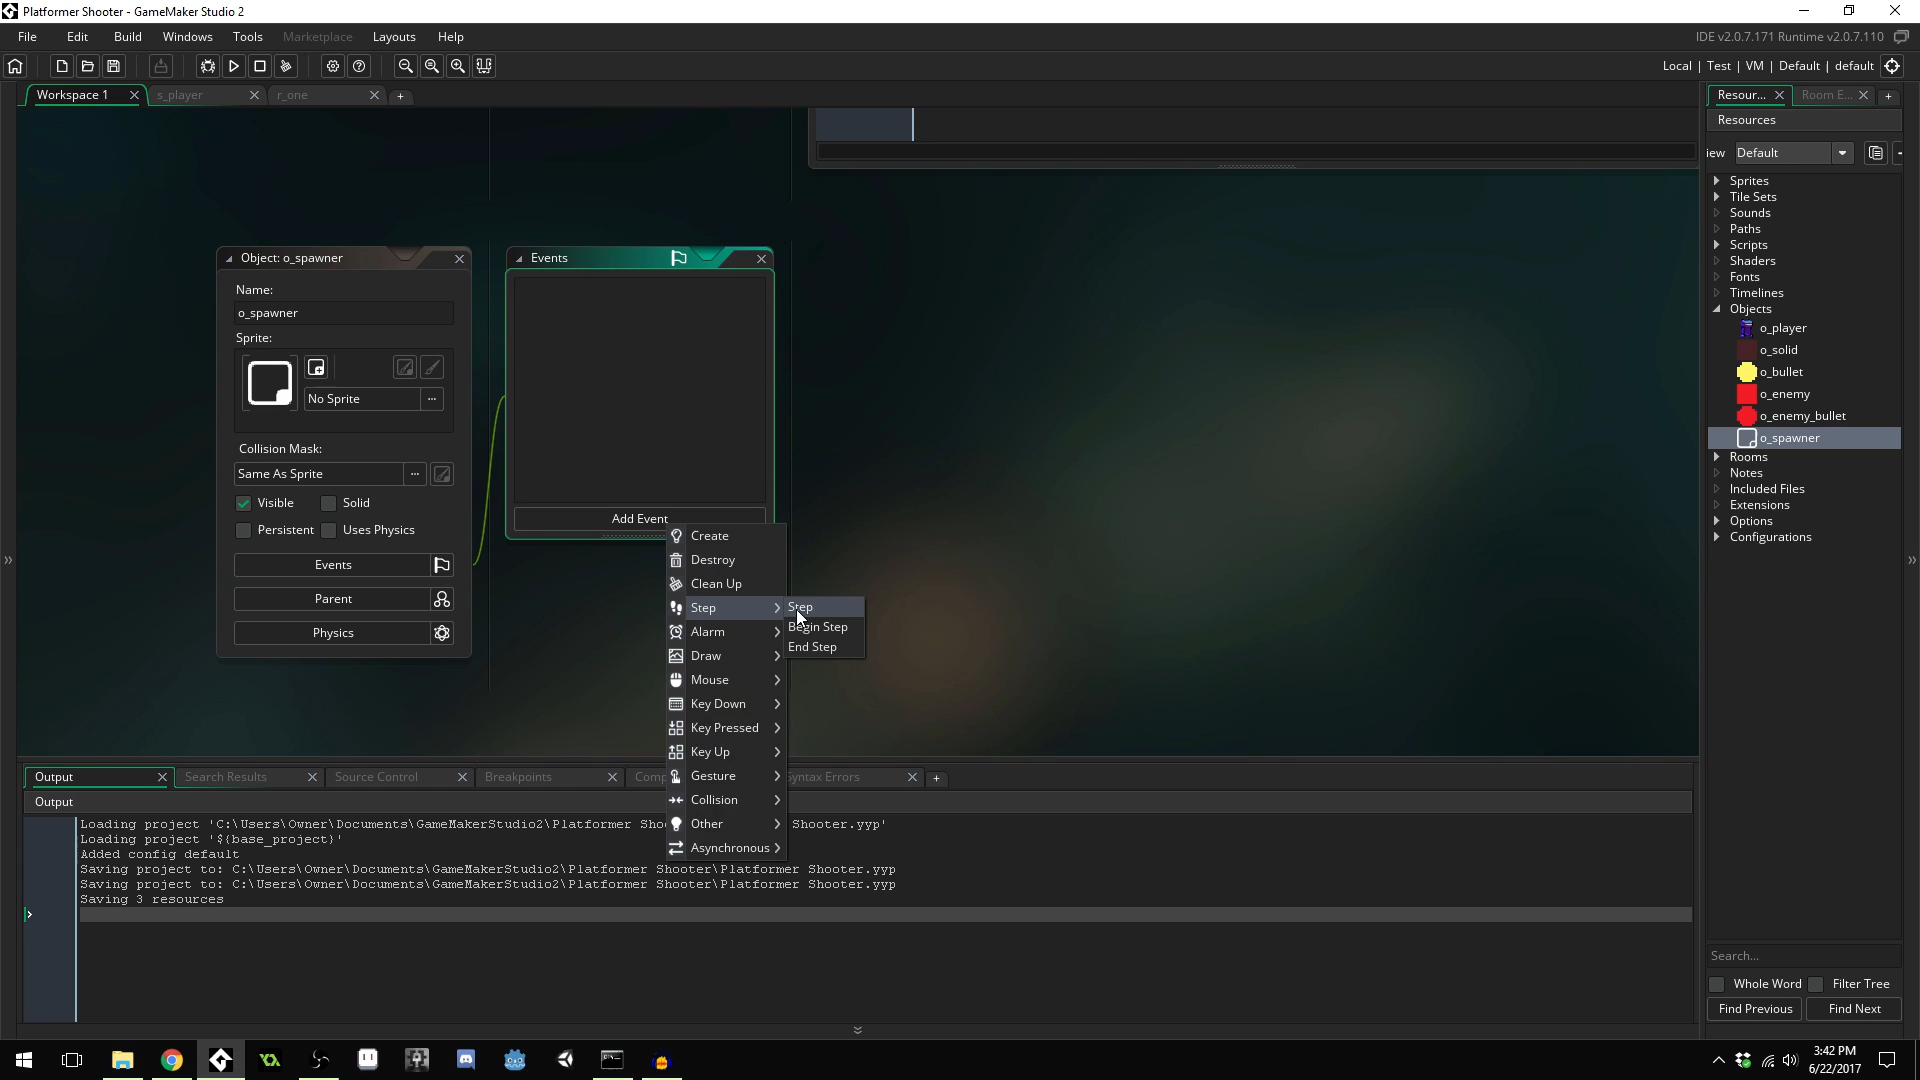 Platformer Shooter - GameMaker Studio 2
File Edit Build Windows Tools Marketplace Layouts Help
IDE v2.0.7.171 Runtime v2.0.7.110
Local | Test | VM | Default | default
Workspace 1 s_player r_one
Resour... Room E...
Resources
iew Default
Sprites
Tile Sets
Sounds
Paths
Scripts
Shaders
Fonts
Timelines
Objects
o_player
o_solid
o_bullet
o_enemy
o_enemy_bullet
o_spawner
Rooms
Notes
Included Files
Extensions
Options
Configurations
Search...
Whole Word Filter Tree
Find Previous Find Next
Object: o_spawner
Name:
o_spawner
Sprite:
No Sprite
Collision Mask:
Same As Sprite
Visible Solid
Persistent Uses Physics
Events
Parent
Physics
Events
Add Event
Create
Destroy
Clean Up
Step
Alarm
Draw
Mouse
Key Down
Key Pressed
Key Up
Gesture
Collision
Other
Asynchronous
Step
Begin Step
End Step
Output Search Results Source Control Breakpoints Comp Syntax Errors
Output
Loading project 'C:\Users\Owner\Documents\GameMakerStudio2\Platformer Shoo Shooter.yyp'
Loading project '${base_project}'
Added config default
Saving project to: C:\Users\Owner\Documents\GameMakerStudio2\Platformer Shooter\Platformer Shooter.yyp
Saving project to: C:\Users\Owner\Documents\GameMakerStudio2\Platformer Shooter\Platformer Shooter.yyp
Saving 3 resources
3:42 PM
6/22/2017